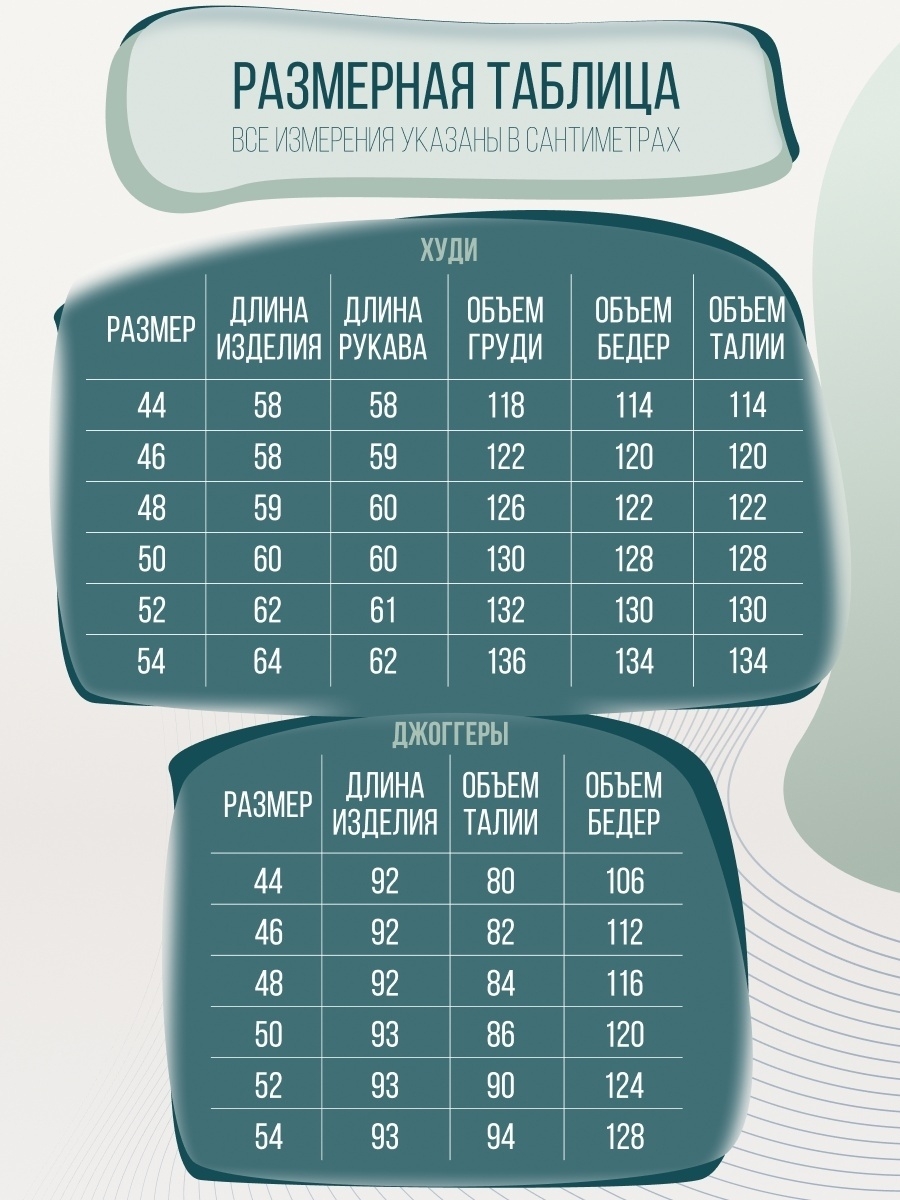 РАЗМЕРНАЯ ТАБЛИЦА
ВСЕ ИЗМЕРЕНИЯ УКАЗАНЫ В САНТИМЕТРАХ
ХУДИ
РАЗМЕР ДЛИНА ИЗДЕЛИЯ ДЛИНА РУКАВА ОБЪЕМ ГРУДИ ОБЪЕМ БЕДЕР ОБЪЕМ ТАЛИИ
44 58 58 118 114 114
46 58 59 122 120 120
48 59 60 126 122 122
50 60 60 130 128 128
52 62 61 132 130 130
54 64 62 136 134 134
ДЖОГГЕРЫ
РАЗМЕР ДЛИНА ИЗДЕЛИЯ ОБЪЕМ ТАЛИИ ОБЪЕМ БЕДЕР
44 92 80 106
46 92 82 112
48 92 84 116
50 93 86 120
52 93 90 124
54 93 94 128